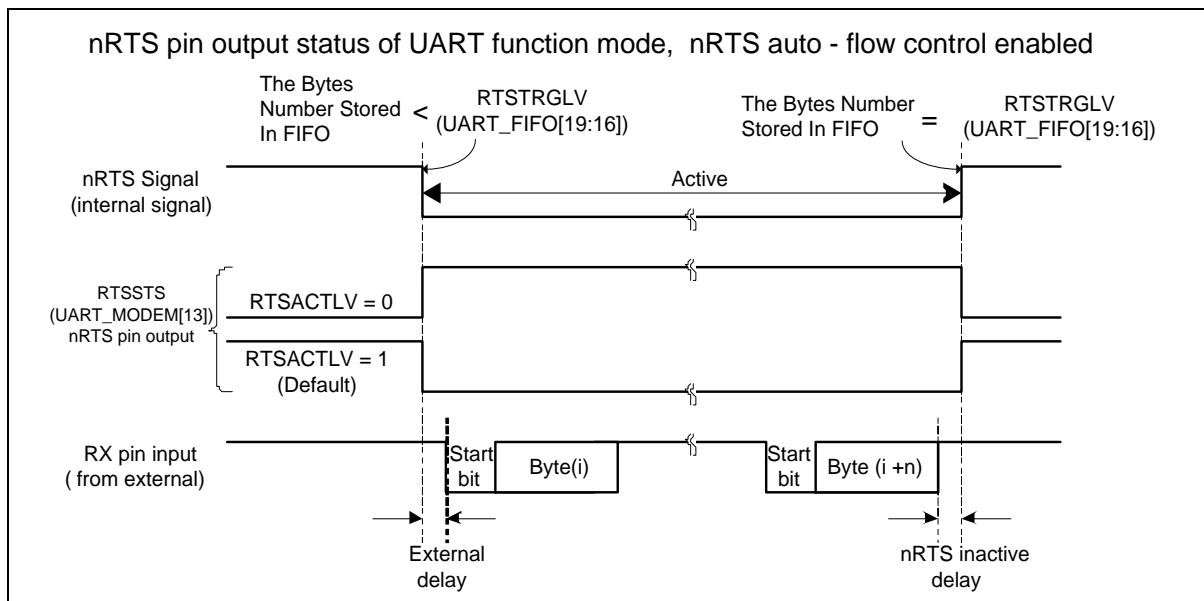 nRTS pin output status of UART function mode, nRTS auto - flow control enabled
The Bytes
Number Stored
In FIFO
<
RTSTRGLV
(UART_FIFO[19:16])
The Bytes Number
Stored In FIFO
=
RTSTRGLV
(UART_FIFO[19:16])
nRTS Signal
(internal signal)
Active
RTSSTS
(UART_MODEM[13])
nRTS pin output
RTSACTLV = 0
RTSACTLV = 1
(Default)
RX pin input
( from external)
Start
bit
Byte(i)
Start
bit
Byte (i +n)
External
delay
nRTS inactive
delay